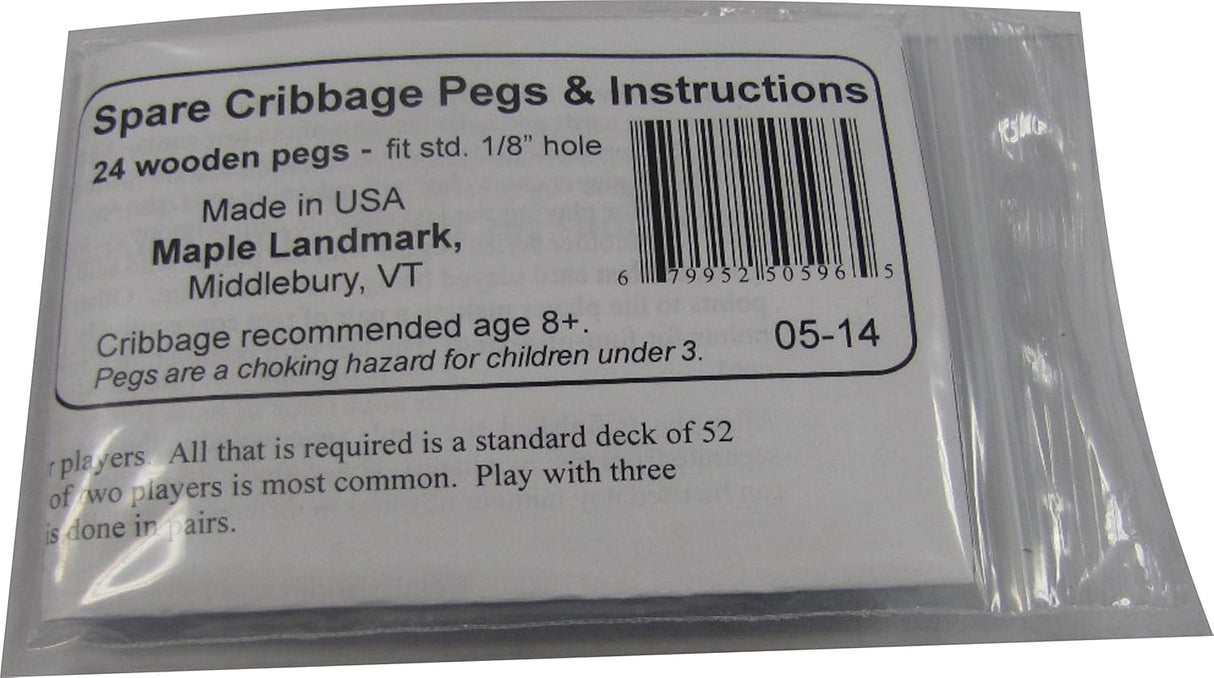 Spare Cribbage Pegs & Instructions
24 wooden pegs - fit std. 1/8” hole
Made in USA
Maple Landmark,
Middlebury, VT
6 79952 50596 5
Cribbage recommended age 8+.
Pegs are a choking hazard for children under 3.
05-14
r players. All that is required is a standard deck of 52
of two players is most common. Play with three
is done in pairs.